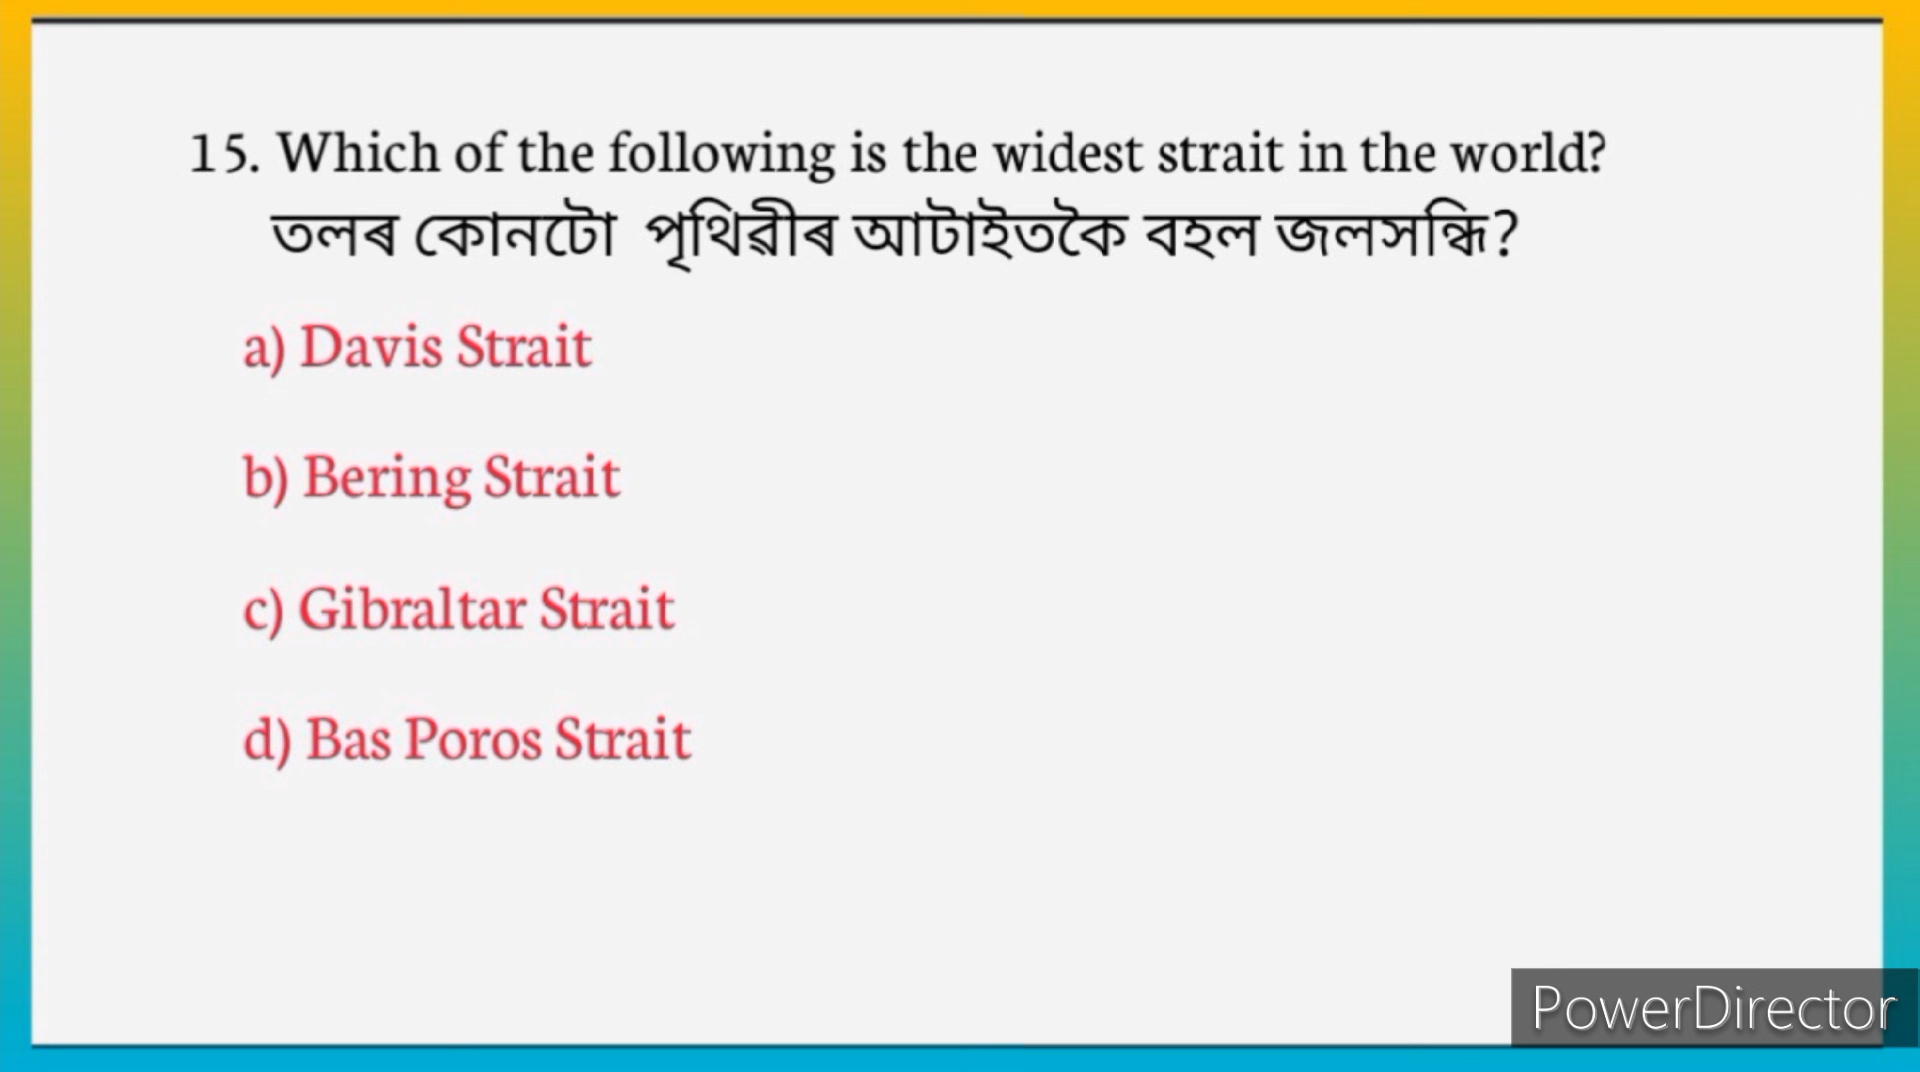 15. Which of the following is the widest strait in the world?
তলৰ কোনটো পৃথিৱীৰ আটাইতকৈ বহল জলসন্ধি?
a) Davis Strait
b) Bering Strait
c) Gibraltar Strait
d) Bas Poros Strait
PowerDirector